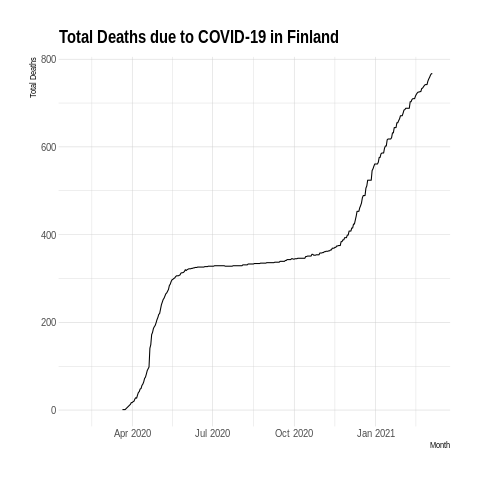 Total Deaths due to COVID-19 in Finland
Total Deaths
800
600
400
200
0
Apr 2020 Jul 2020 Oct 2020 Jan 2021
Month